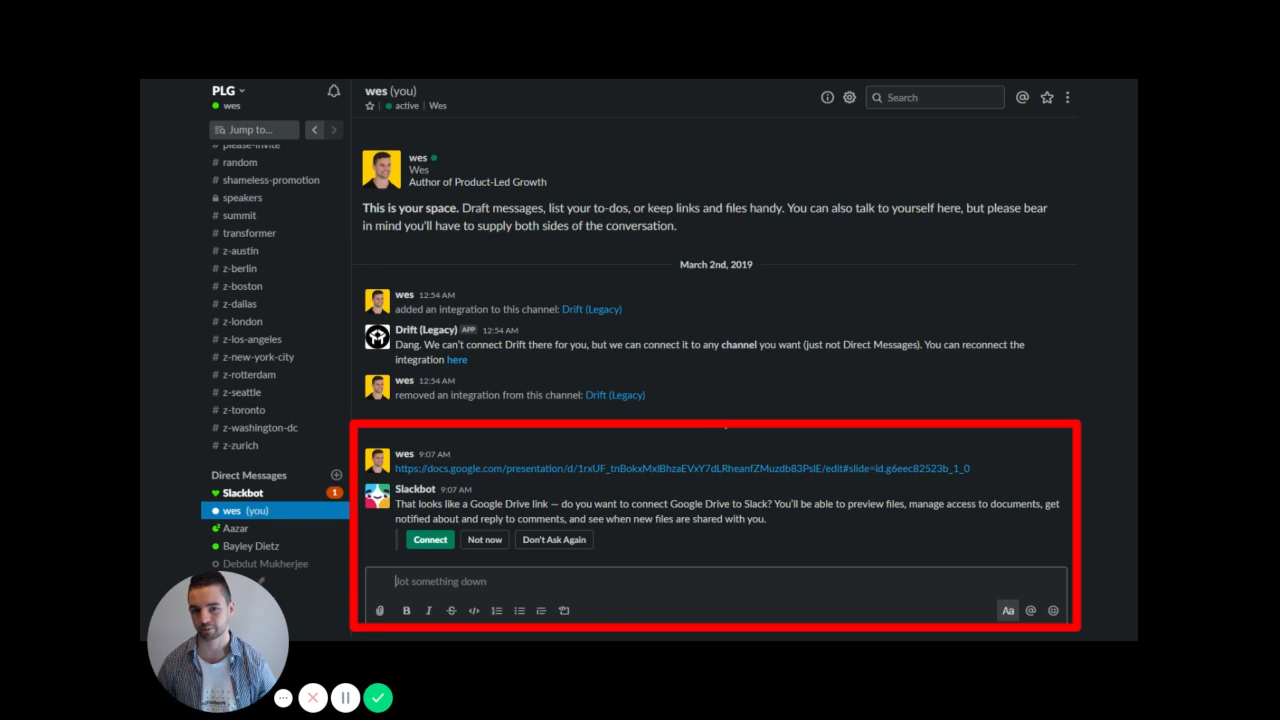 PLG
wes
Jump to...
# please-invite
# random
# shameless-promotion
speakers
# summit
# transformer
# z-austin
# z-berlin
# z-boston
# z-dallas
# z-london
# z-los-angeles
# z-new-york-city
# z-rotterdam
# z-seattle
# z-toronto
# z-washington-dc
# z-zurich
Direct Messages
Slackbot 1
wes (you)
Aazar
Bayley Dietz
Debdut Mukherjee
wes (you)
active | Wes
Search
wes
Wes
Author of Product-Led Growth
This is your space. Draft messages, list your to-dos, or keep links and files handy. You can also talk to yourself here, but please bear
in mind you'll have to supply both sides of the conversation.
March 2nd, 2019
wes 12:54 AM
added an integration to this channel: Drift (Legacy)
Drift (Legacy) APP 12:54 AM
Dang. We can't connect Drift there for you, but we can connect it to any channel you want (just not Direct Messages). You can reconnect the
integration here
wes 12:54 AM
removed an integration from this channel: Drift (Legacy)
wes 9:07 AM
https://docs.google.com/presentation/d/1rxUF_tnBokxMxlBhzaEVxY7dLRheanfZMuzdb83PslE/edit#slide=id.g6eec82523b_1_0
Slackbot 9:07 AM
That looks like a Google Drive link — do you want to connect Google Drive to Slack? You'll be able to preview files, manage access to documents, get
notified about and reply to comments, and see when new files are shared with you.
Connect Not now Don't Ask Again
Jot something down
B I S </> Aa @